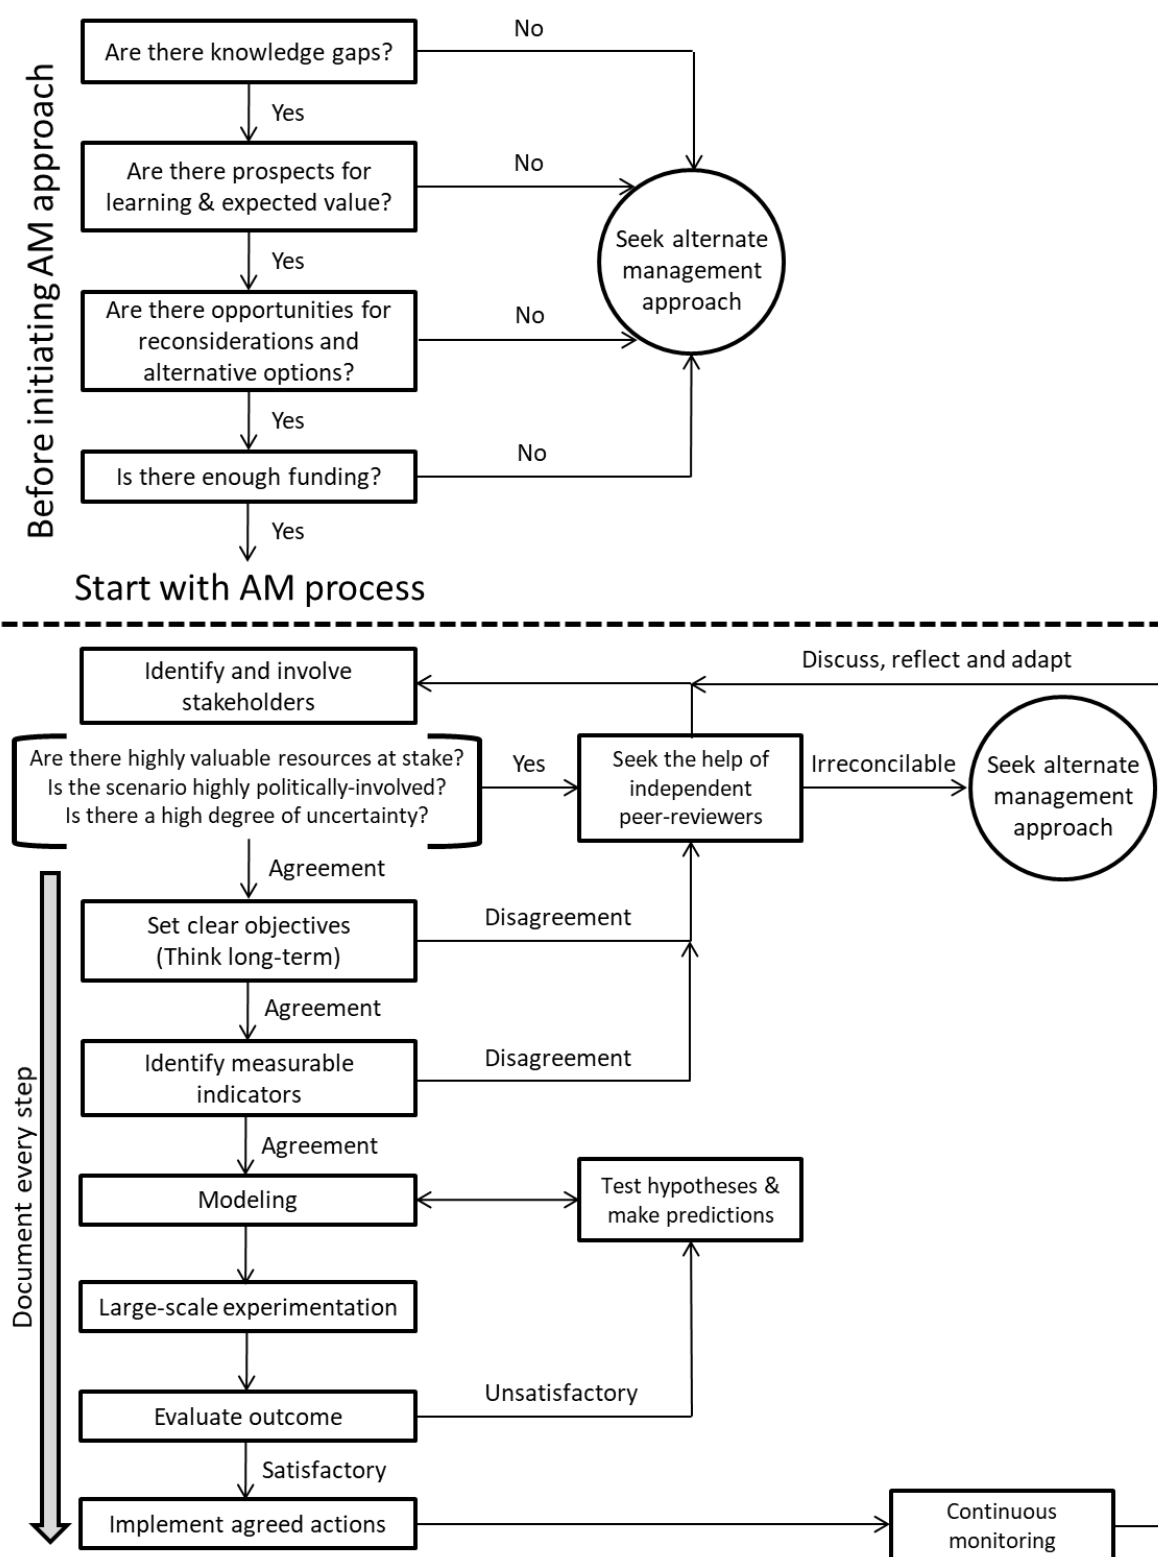 Before initiating AM approach
Are there knowledge gaps?
No
Yes
Are there prospects for
learning & expected value?
No
Seek alternate
management
approach
Yes
Are there opportunities for
reconsiderations and
alternative options?
No
Yes
Is there enough funding?
No
Yes
Start with AM process
Identify and involve
stakeholders
Discuss, reflect and adapt
Are there highly valuable resources at stake?
Is the scenario highly politically-involved?
Is there a high degree of uncertainty?
Yes
Seek the help of
independent
peer-reviewers
Irreconcilable
Seek alternate
management
approach
Agreement
Set clear objectives
(Think long-term)
Disagreement
Agreement
Identify measurable
indicators
Disagreement
Document every step
Agreement
Modeling
Test hypotheses &
make predictions
Large-scale experimentation
Evaluate outcome
Unsatisfactory
Satisfactory
Implement agreed actions
Continuous
monitoring